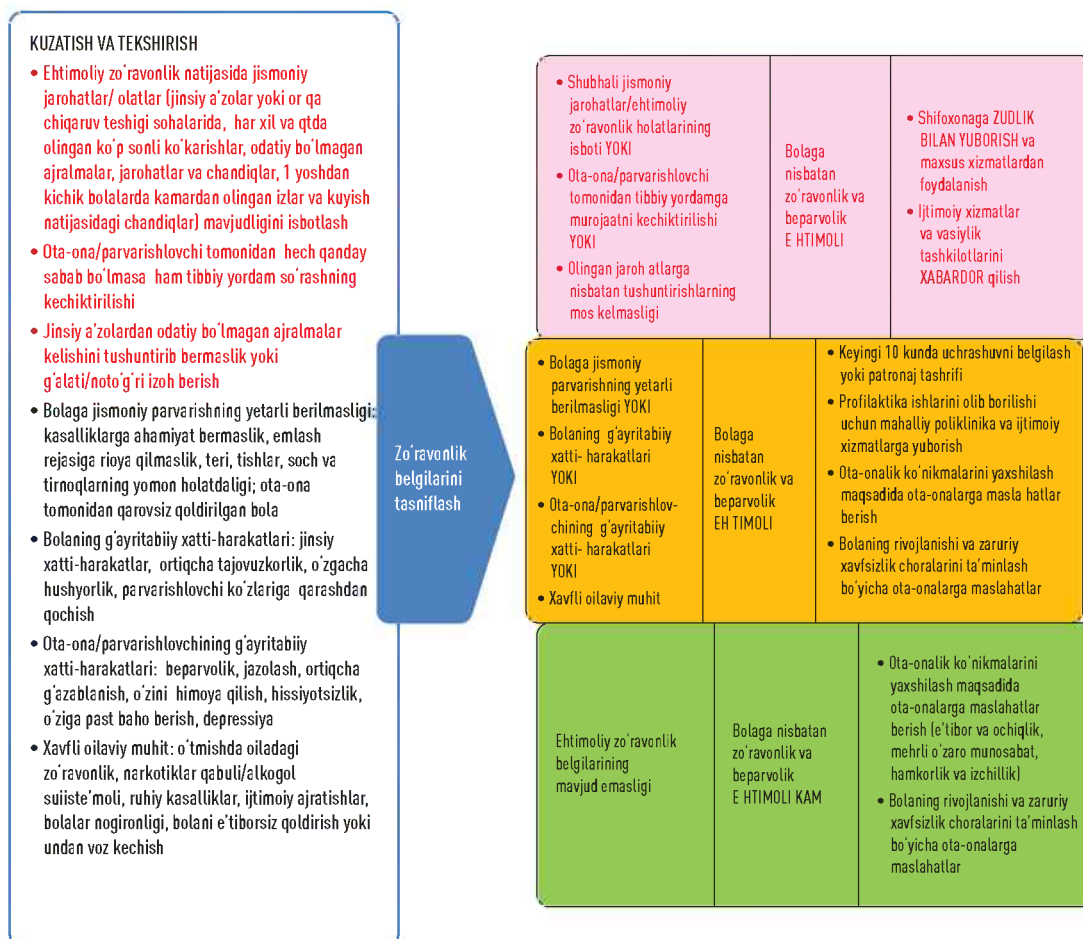 KUZATISH VA TEKSHIRISH
• Ehtimoliy zo‘ravonlik natijasida jismoniy
jarohatlar/ olatlar (jinsiy a’zolar yoki or qa
chiqaruv teshigi sohalarida, har xil va qtda
olingan ko‘p sonli ko‘karishlar, odatiy bo‘lmagan
ajralmalar, jarohatlar va chandiqlar, 1 yoshdan
kichik bolalarda kamardan olingan izlar va kuyish
natijasidagi chandiqlar) mavjudligini isbotlash
• Ota-ona/parvarishlovchi tomonidan hech qanday
sabab bo‘lmasa ham tibbiy yordam so‘rashning
kechiktirilishi
• Jinsiy a’zolardan odatiy bo‘lmagan ajralmalar
kelishini tushuntirib bermaslik yoki
g‘alati/noto‘g‘ri izoh berish
• Bolaga jismoniy parvarishning yetarli berilmasligi:
kasalliklarga ahamiyat bermaslik, emlash
rejasiga rioya qilmaslik, teri, tishlar, soch va
tirnoqlarning yomon holatdaligi; ota-ona
tomonidan qarovsiz qoldirilgan bola
• Bolaning g‘ayritabiiy xatti-harakatlari: jinsiy
xatti-harakatlar, ortiqcha tajovuzkorlik, o‘zgacha
hushyorlik, parvarishlovchi ko‘zlariga qarashdan
qochish
• Ota-ona/parvarishlovchining g‘ayritabiiy
xatti-harakatlari: beparvolik, jazolash, ortiqcha
g‘azablanish, o‘zini himoya qilish, hissiyotsizlik,
o‘ziga past baho berish, depressiya
• Xavfli oilaviy muhit: o‘tmishda oiladagi
zo‘ravonlik, narkotiklar qabuli/alkogol
suiiste’moli, ruhiy kasalliklar, ijtimoiy ajratishlar,
bolalar nogironligi, bolani e’tiborsiz qoldirish yoki
undan voz kechish
Zo‘ravonlik
belgilarini
tasniflash
• Shubhali jismoniy
jarohatlar/ehtimoliy
zo‘ravonlik holatlarining
isboti YOKI
• Ota-ona/parvarishlovchi
tomonidan tibbiy yordamga
murojaatni kechiktirilishi
YOKI
• Olingan jaroh atlarga
nisbatan tushuntirishlarning
mos kelmasligi
Bolaga
nisbatan
zo‘ravonlik va
beparvolik
E HTIMOLI
• Shifoxonaga ZUDLIK
BILAN YUBORISH va
maxsus xizmatlardan
foydalanish
• Ijtimoiy xizmatlar
va vasiylik
tashkilotlarini
XABARDOR qilish
• Bolaga jismoniy
parvarishning yetarli
berilmasligi YOKI
• Bolaning g‘ayritabiiy
xatti- harakatlari
YOKI
• Ota-ona/parvarishlov-
chining g‘ayritabiiy
xatti- harakatlari
YOKI
• Xavfli oilaviy muhit
Bolaga
nisbatan
zo‘ravonlik va
beparvolik
EH TIMOLI
• Keyingi 10 kunda uchrashuvni belgilash
yoki patronaj tashrifi
• Profilaktika ishlarini olib borilishi
uchun mahalliy poliklinika va ijtimoiy
xizmatlarga yuborish
• Ota-onalik ko‘nikmalarini yaxshilash
maqsadida ota-onalarga masla hatlar
berish
• Bolaning rivojlanishi va zaruriy
xavfsizlik choralarini ta’minlash
bo‘yicha ota-onalarga maslahatlar
Ehtimoliy zo‘ravonlik
belgilarining
mavjud emasligi
Bolaga nisbatan
zo‘ravonlik va
beparvolik
E HTIMOLI KAM
• Ota-onalik ko‘nikmalarini
yaxshilash maqsadida
ota-onalarga maslahatlar
berish (e’tibor va ochiqlik,
mehrli o‘zaro munosabat,
hamkorlik va izchillik)
• Bolaning rivojlanishi va zaruriy
xavfsizlik choralarini ta’minlash
bo‘yicha ota-onalarga
maslahatlar